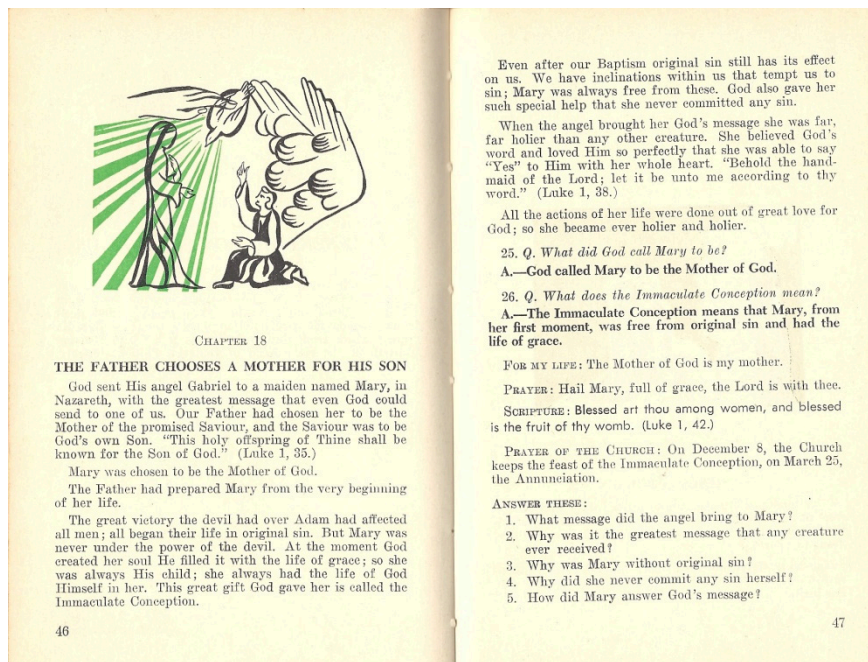 CHAPTER 18
THE FATHER CHOOSES A MOTHER FOR HIS SON
God sent His angel Gabriel to a maiden named Mary, in
Nazareth, with the greatest message that even God could
send to one of us. Our Father had chosen her to be the
Mother of the promised Saviour, and the Saviour was to be
God's own Son. "This holy offspring of Thine shall be
known for the Son of God." (Luke 1, 35.)
Mary was chosen to be the Mother of God.
The Father had prepared Mary from the very beginning
of her life.
The great victory the devil had over Adam had affected
all men; all began their life in original sin. But Mary was
never under the power of the devil. At the moment God
created her soul He filled it with the life of grace; so she
was always His child; she always had the life of God
Himself in her. This great gift God gave her is called the
Immaculate Conception.
46
Even after our Baptism original sin still has its effect
on us. We have inclinations within us that tempt us to
sin; Mary was always free from these. God also gave her
such special help that she never committed any sin.
When the angel brought her God's message she was far,
far holier than any other creature. She believed God's
word and loved Him so perfectly that she was able to say
"Yes" to Him with her whole heart. "Behold the hand-
maid of the Lord; let it be unto me according to thy
word." (Luke 1, 38.)
All the actions of her life were done out of great love for
God; so she became ever holier and holier.
25. Q. What did God call Mary to be?
A.—God called Mary to be the Mother of God.
26. Q. What does the Immaculate Conception mean?
A.—The Immaculate Conception means that Mary, from
her first moment, was free from original sin and had the
life of grace.
FOR MY LIFE: The Mother of God is my mother.
PRAYER: Hail Mary, full of grace, the Lord is with thee.
SCRIPTURE: Blessed art thou among women, and blessed
is the fruit of thy womb. (Luke 1, 42.)
PRAYER OF THE CHURCH: On December 8, the Church
keeps the feast of the Immaculate Conception, on March 25,
the Annunciation.
ANSWER THESE:
1. What message did the angel bring to Mary?
2. Why was it the greatest message that any creature
ever received?
3. Why was Mary without original sin?
4. Why did she never commit any sin herself?
5. How did Mary answer God's message?
47